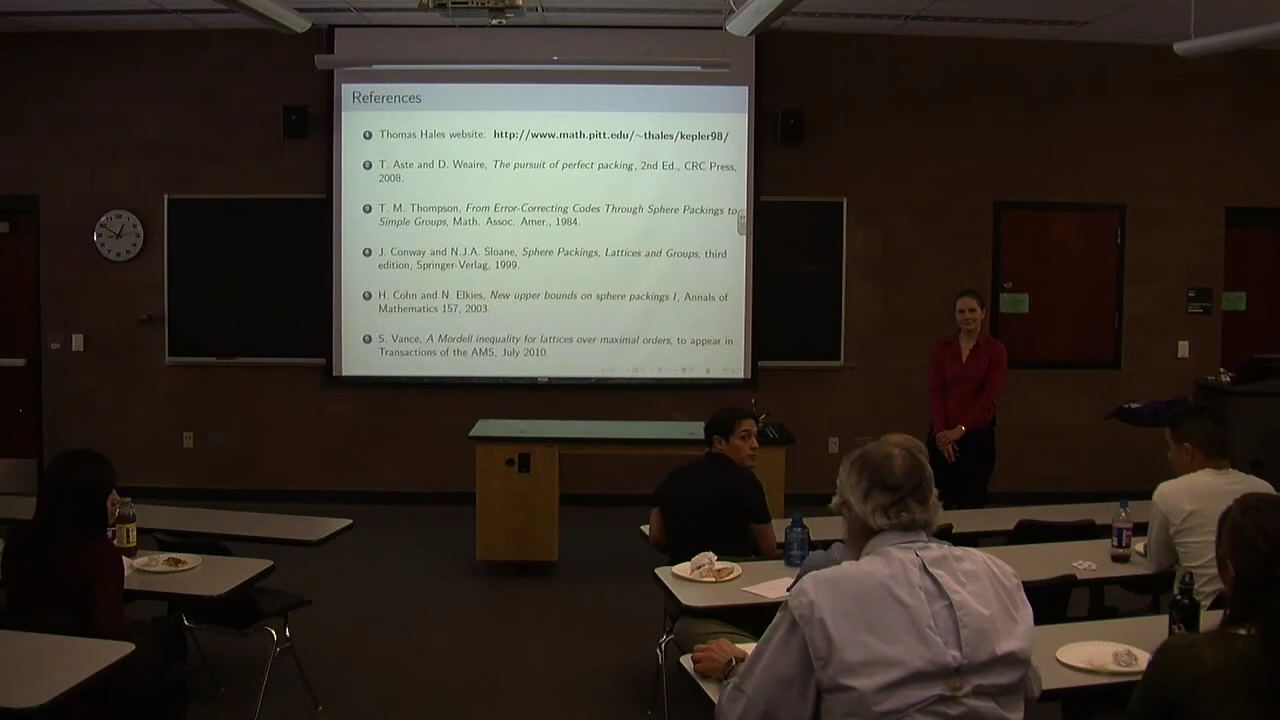 References
Thomas Hales website: http://www.math.pitt.edu/~thales/kepler98/
T. Aste and D. Weaire, The pursuit of perfect packing, 2nd Ed., CRC Press,
2008.
T. M. Thompson, From Error-Correcting Codes Through Sphere Packings to
Simple Groups, Math. Assoc. Amer., 1984.
J. Conway and N.J.A. Sloane, Sphere Packings, Lattices and Groups, third
edition, Springer-Verlag, 1999.
H. Cohn and N. Elkies, New upper bounds on sphere packings I, Annals of
Mathematics 157, 2003.
S. Vance, A Mordell inequality for lattices over maximal orders, to appear in
Transactions of the AMS, July 2010.